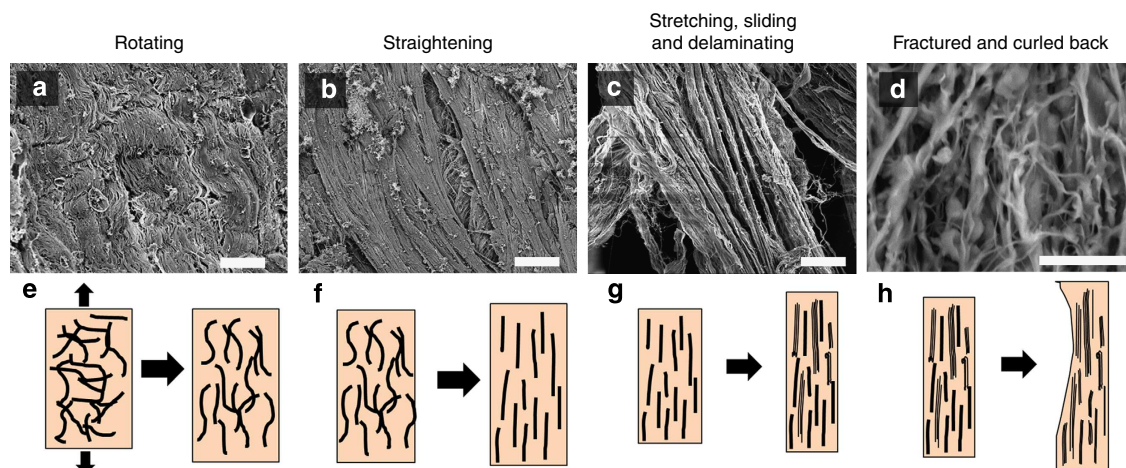 Rotating
Straightening
Stretching, sliding
and delaminating
Fractured and curled back
a
b
c
d
e
f
g
h